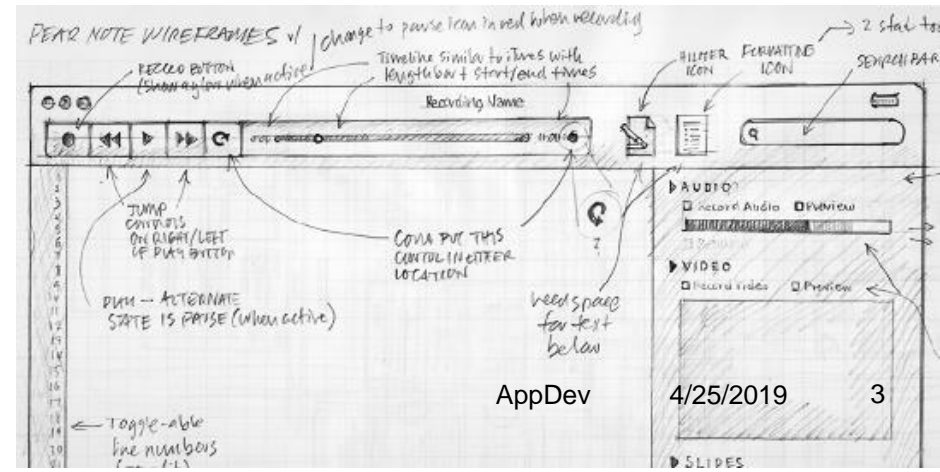 PEAR NOTE WIREFRAMES v1
change to pause icon in red when recording
RECORD BUTTON
(Show a glow when active)
Timeline similar to itunes with
length bar + start/end times
HILITER
ICON
FORMATTING
ICON
SEARCH BAR
Recording Name
JUMP
CONTROLS
ON RIGHT/LEFT
OF PLAY BUTTON
PLAY — ALTERNATE
STATE IS PAUSE (when active)
COULD PUT THIS
CONTROL IN EITHER
LOCATION
?
need space
for text
below
AUDIO
Record Audio Preview
VIDEO
Record video Preview
AppDev 4/25/2019 3
Toggle-able
line numbers
SLIDES